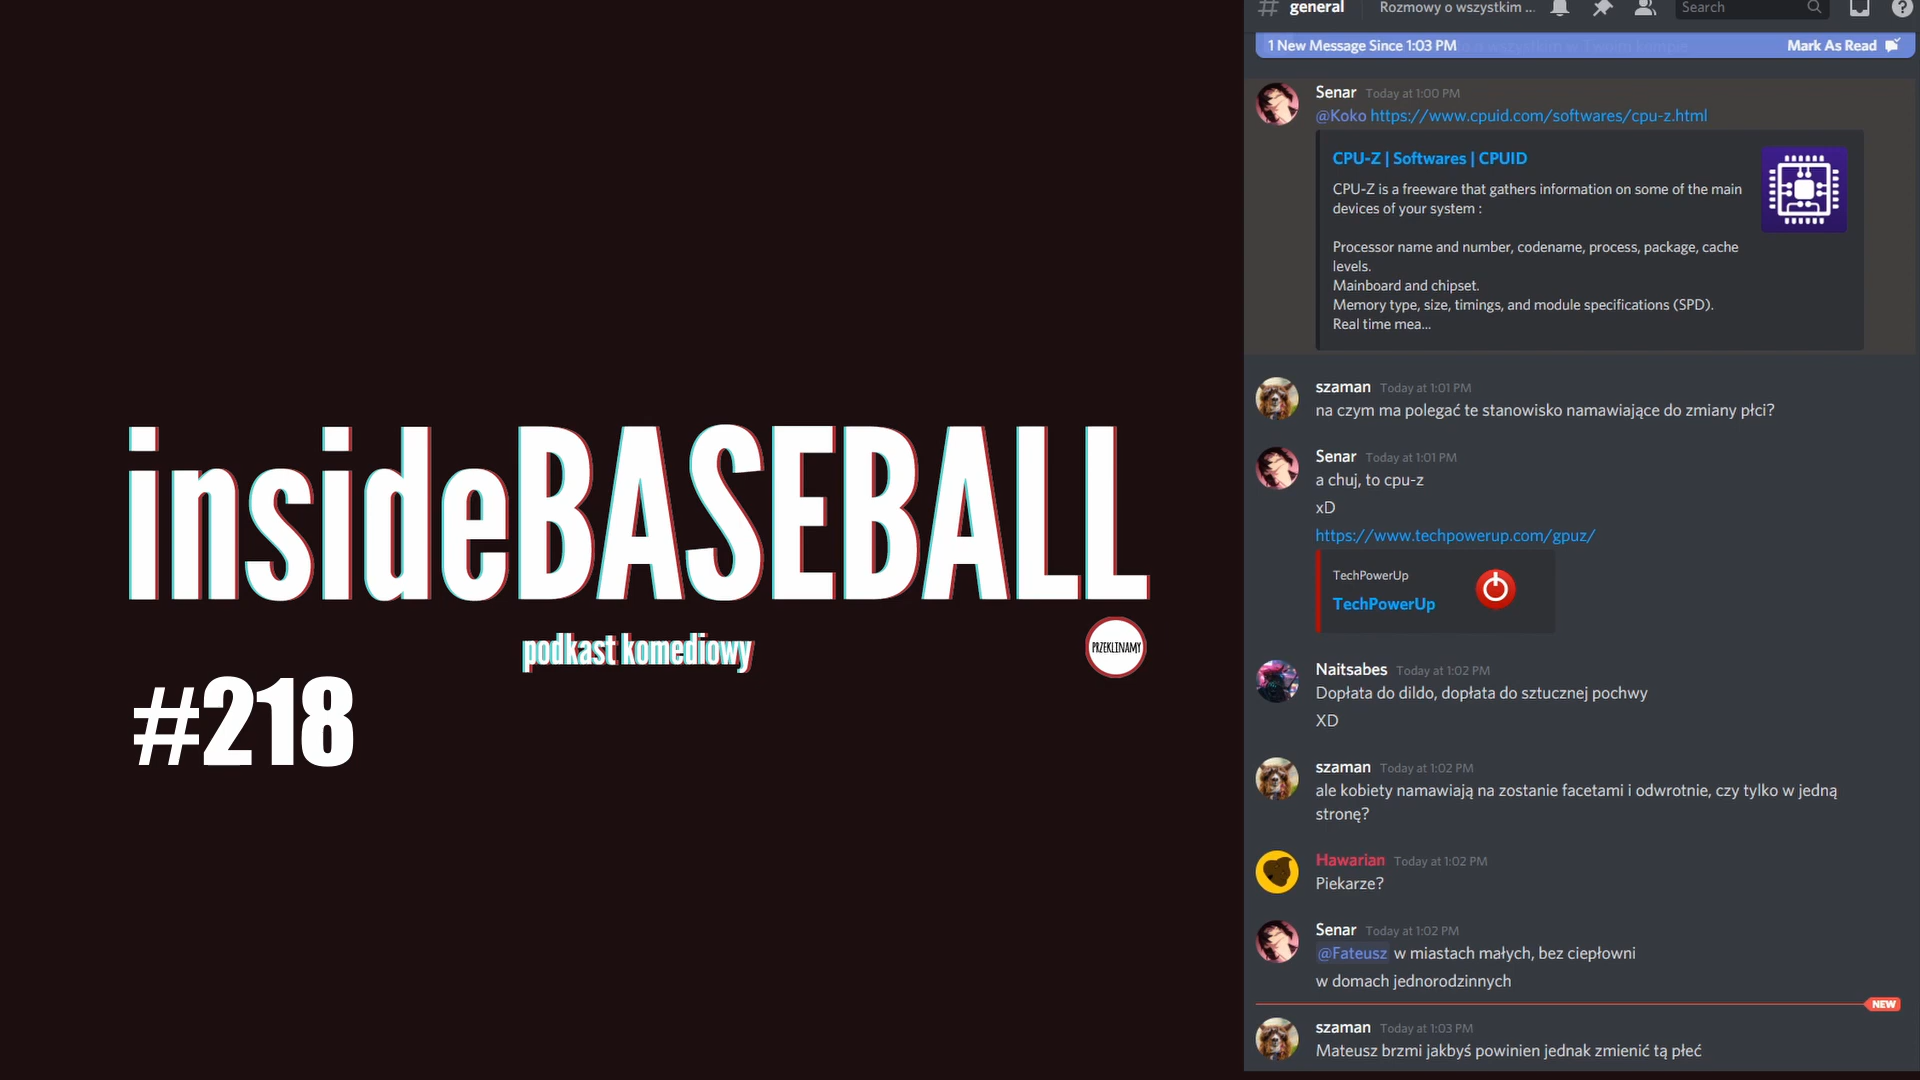 insideBASEBALL
podkast komediowy
PRZEKLINAMY
#218
# general
Rozmowy o wszystkim ...
Search
1 New Message Since 1:03 PM
Mark As Read
Senar Today at 1:00 PM
@Koko https://www.cpuid.com/softwares/cpu-z.html
CPU-Z | Softwares | CPUID
CPU-Z is a freeware that gathers information on some of the main
devices of your system :
Processor name and number, codename, process, package, cache
levels.
Mainboard and chipset.
Memory type, size, timings, and module specifications (SPD).
Real time mea...
szaman Today at 1:01 PM
na czym ma polegać te stanowisko namawiające do zmiany płci?
Senar Today at 1:01 PM
a chuj, to cpu-z
xD
https://www.techpowerup.com/gpuz/
TechPowerUp
TechPowerUp
Naitsabes Today at 1:02 PM
Dopłata do dildo, dopłata do sztucznej pochwy
XD
szaman Today at 1:02 PM
ale kobiety namawiają na zostanie facetami i odwrotnie, czy tylko w jedną
stronę?
Hawarian Today at 1:02 PM
Piekarze?
Senar Today at 1:02 PM
@Fateusz w miastach małych, bez ciepłowni
w domach jednorodzinnych
NEW
szaman Today at 1:03 PM
Mateusz brzmi jakbyś powinien jednak zmienić tą płeć